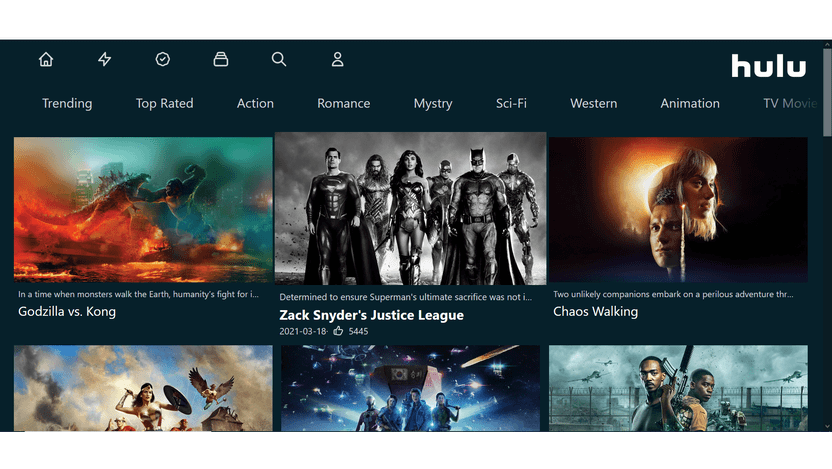 hulu
Trending Top Rated Action Romance Mystry Sci-Fi Western Animation TV Movie
In a time when monsters walk the Earth, humanity's fight for i...
Godzilla vs. Kong
Determined to ensure Superman's ultimate sacrifice was not i...
Zack Snyder's Justice League
2021-03-18· 5445
Two unlikely companions embark on a perilous adventure thr...
Chaos Walking